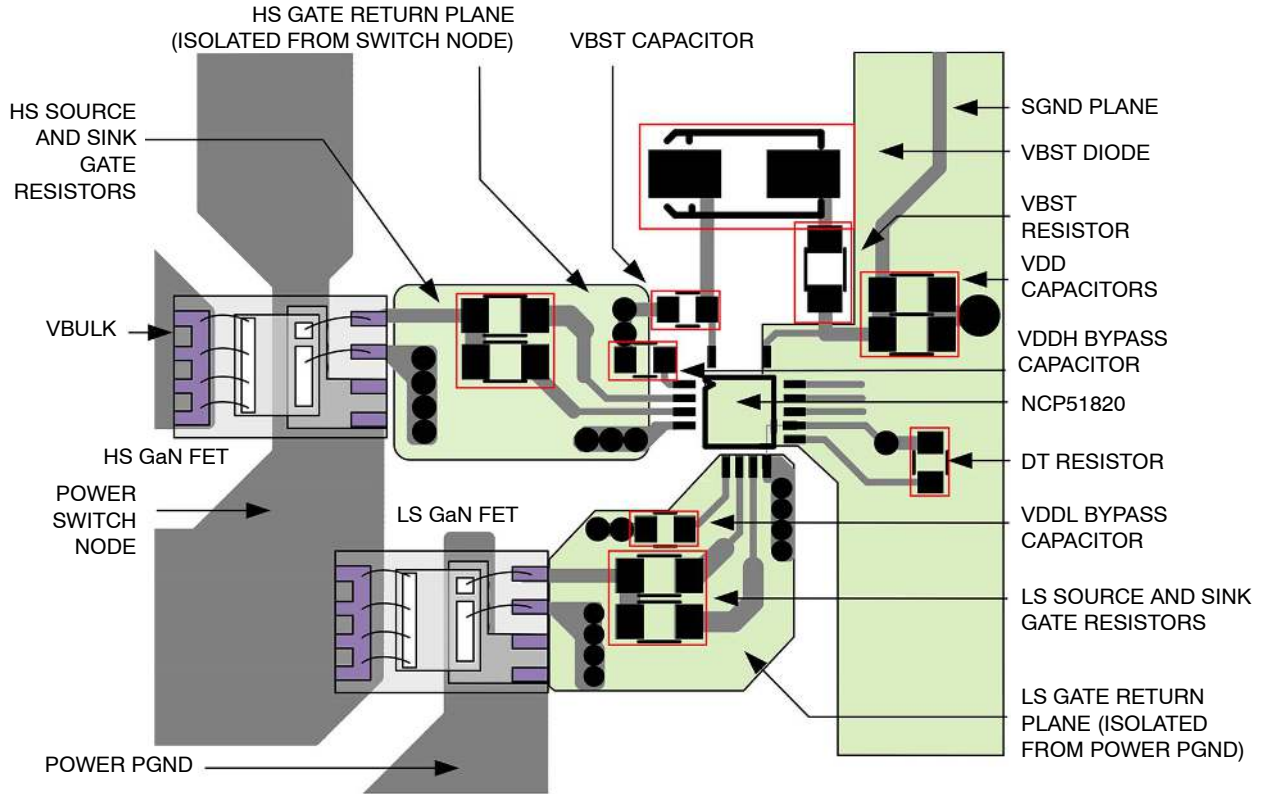 HS GATE RETURN PLANE
(ISOLATED FROM SWITCH NODE)
VBST CAPACITOR
HS SOURCE
AND SINK
GATE
RESISTORS
SGND PLANE
VBST DIODE
VBST
RESISTOR
VDD
CAPACITORS
VBULK
VDDH BYPASS
CAPACITOR
NCP51820
HS GaN FET
DT RESISTOR
POWER
SWITCH
NODE
LS GaN FET
VDDL BYPASS
CAPACITOR
LS SOURCE AND SINK
GATE RESISTORS
LS GATE RETURN
PLANE (ISOLATED
FROM POWER PGND)
POWER PGND